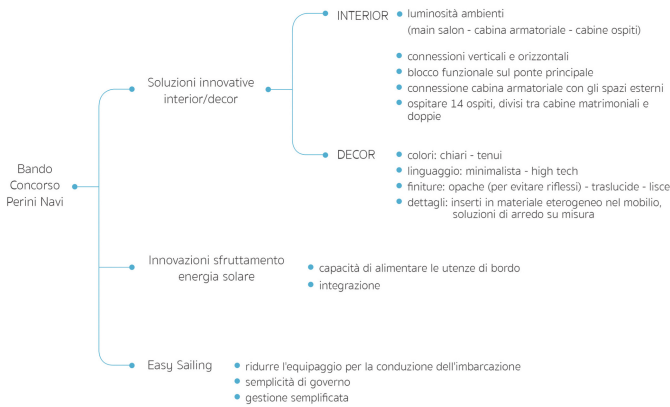 Bando
Concorso
Perini Navi
Soluzioni innovative
interior/decor
INTERIOR
luminosità ambienti
(main salon - cabina armatoriale - cabine ospiti)
connessioni verticali e orizzontali
blocco funzionale sul ponte principale
connessione cabina armatoriale con gli spazi esterni
ospitare 14 ospiti, divisi tra cabine matrimoniali e
doppie
DECOR
colori: chiari - tenui
linguaggio: minimalista - high tech
finiture: opache (per evitare riflessi) - traslucide - lisce
dettagli: inserti in materiale eterogeneo nel mobilio,
soluzioni di arredo su misura
Innovazioni sfruttamento
energia solare
capacità di alimentare le utenze di bordo
integrazione
Easy Sailing
ridurre l'equipaggio per la conduzione dell'imbarcazione
semplicità di governo
gestione semplificata